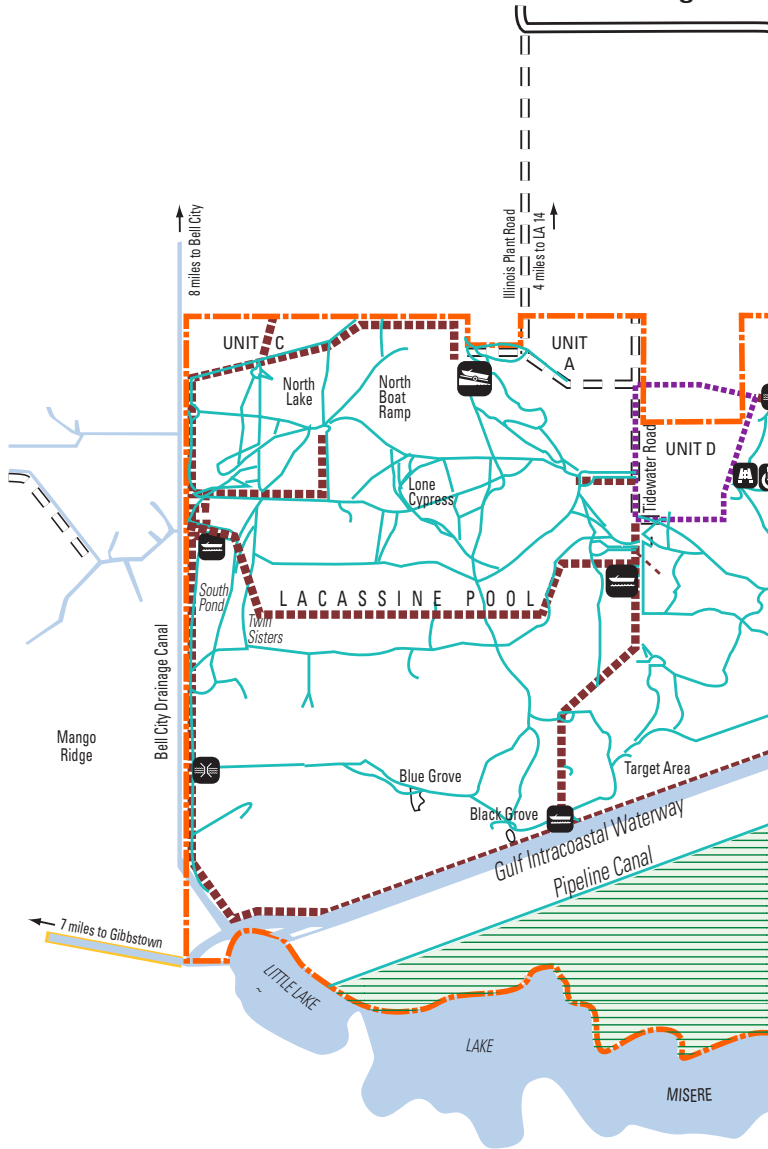 8 miles to Bell City
Illinois Plant Road
4 miles to LA 14
UNIT C
UNIT
A
North
Lake
North
Boat
Ramp
Tidewater Road
UNIT D
Lone
Cypress
South
Pond
LACASSINE POOL
Twin
Sisters
Bell City Drainage Canal
Mango
Ridge
Blue Grove
Target Area
Black Grove
Gulf Intracoastal Waterway
Pipeline Canal
7 miles to Gibbstown
LITTLE LAKE
~
LAKE
MISERE